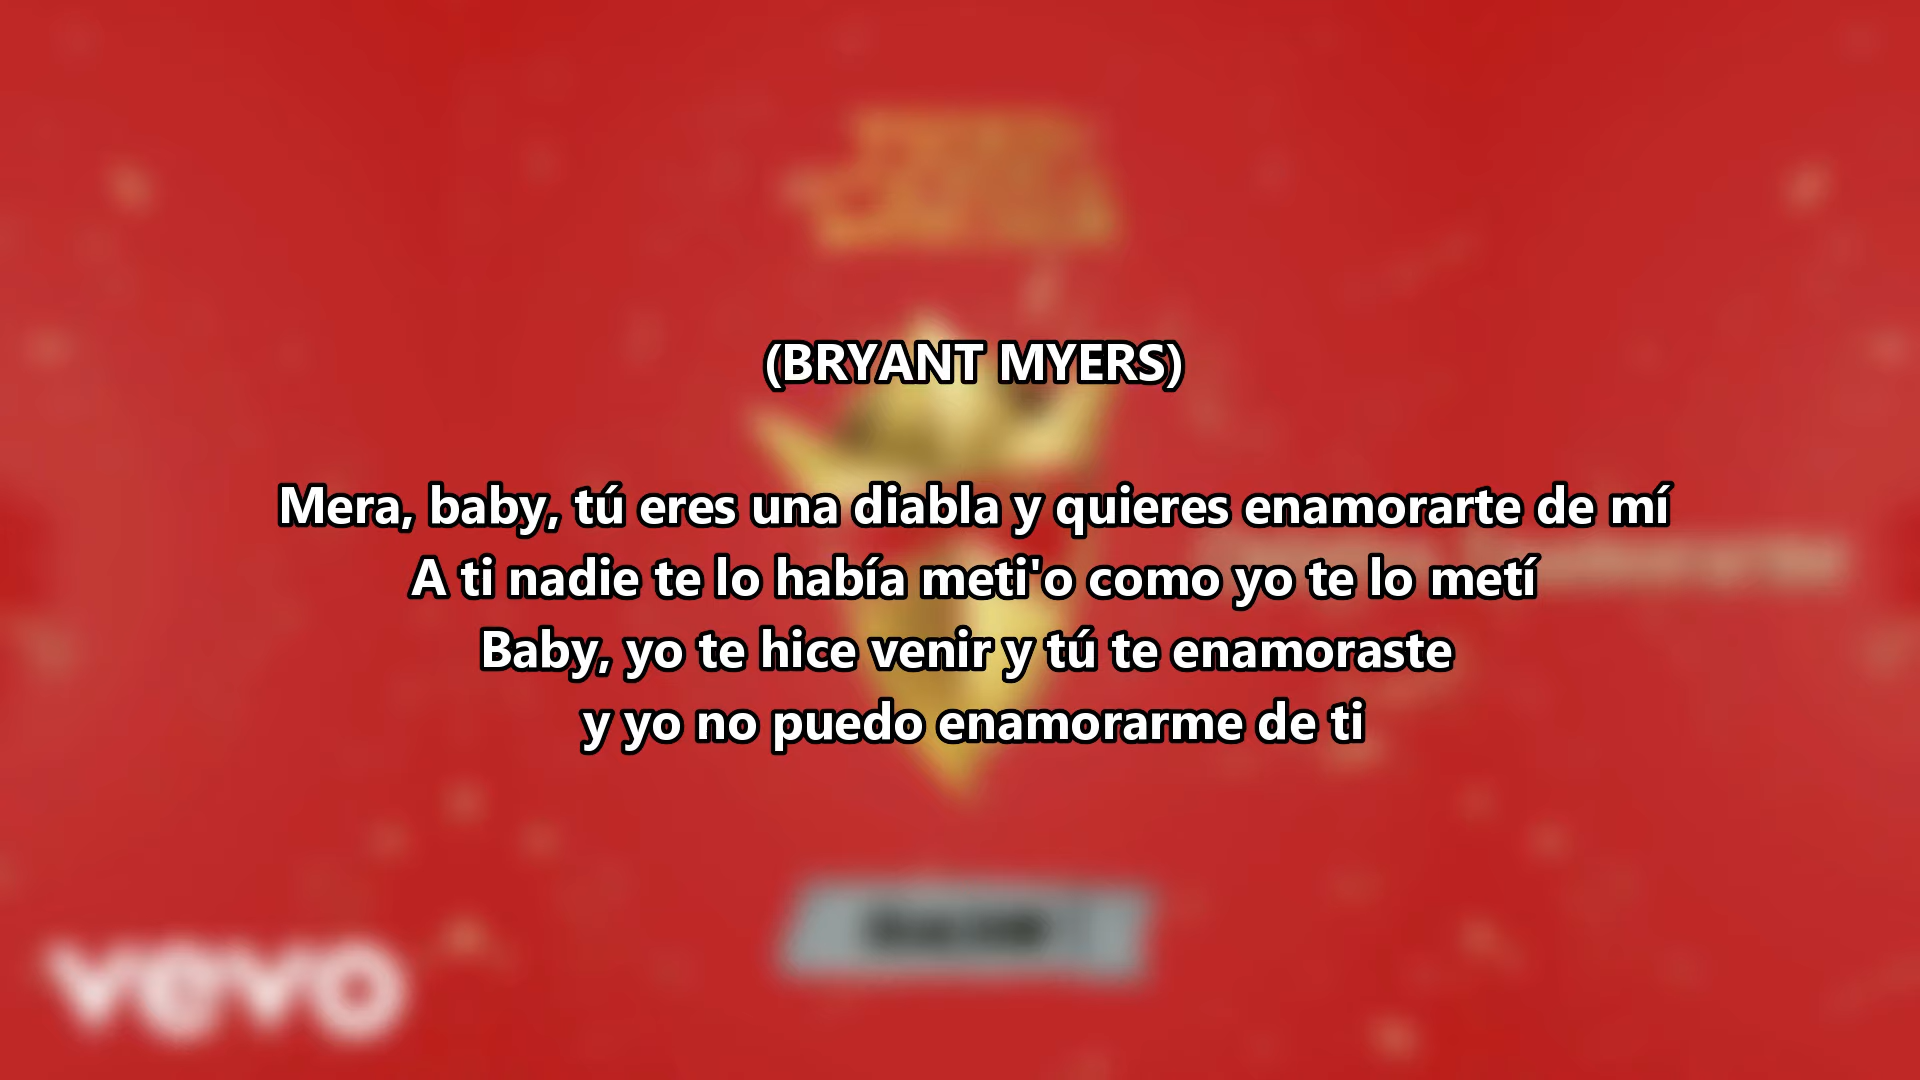 (BRYANT MYERS)
Mera, baby, tú eres una diabla y quieres enamorarte de mí
A ti nadie te lo había meti'o como yo te lo metí
Baby, yo te hice venir y tú te enamoraste
y yo no puedo enamorarme de ti
vevo